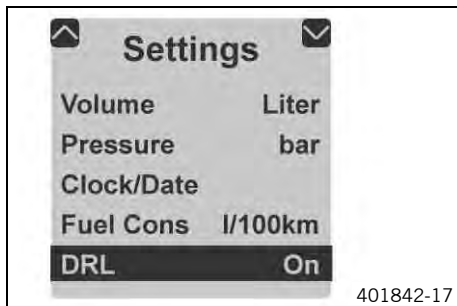 Settings
Volume Liter
Pressure bar
Clock/Date
Fuel Cons l/100km
DRL On
401842-17